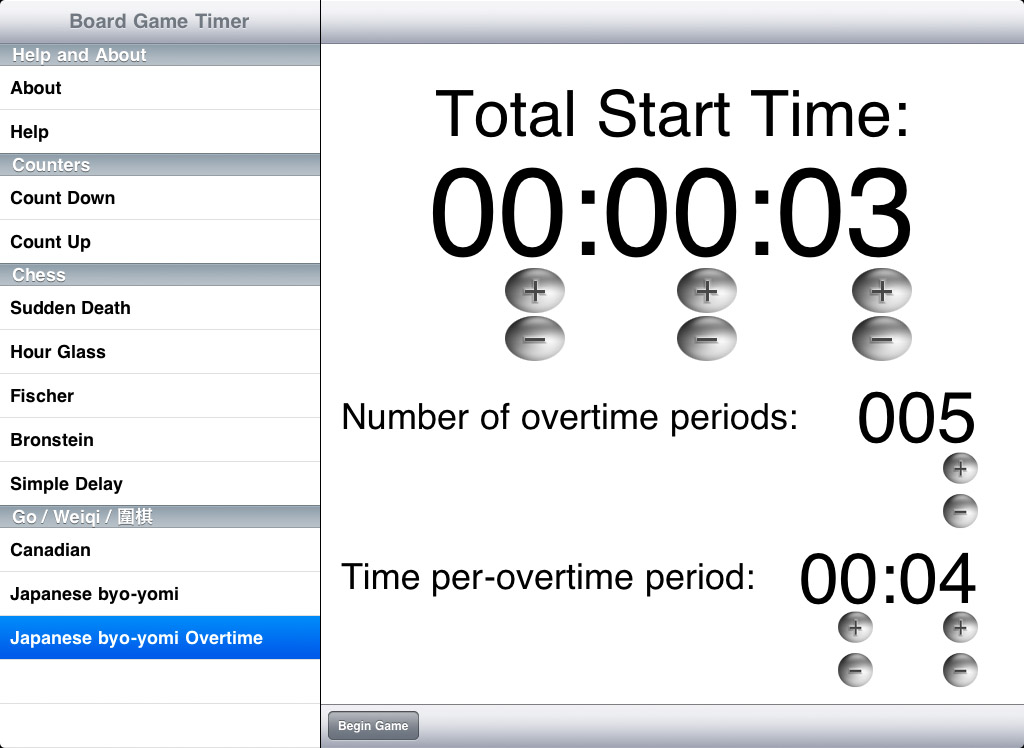 Board Game Timer
Help and About
About
Help
Counters
Count Down
Count Up
Chess
Sudden Death
Hour Glass
Fischer
Bronstein
Simple Delay
Go / Weiqi / 圍棋
Canadian
Japanese byo-yomi
Japanese byo-yomi Overtime
Total Start Time:
00:00:03
Number of overtime periods: 005
Time per-overtime period: 00:04
Begin Game